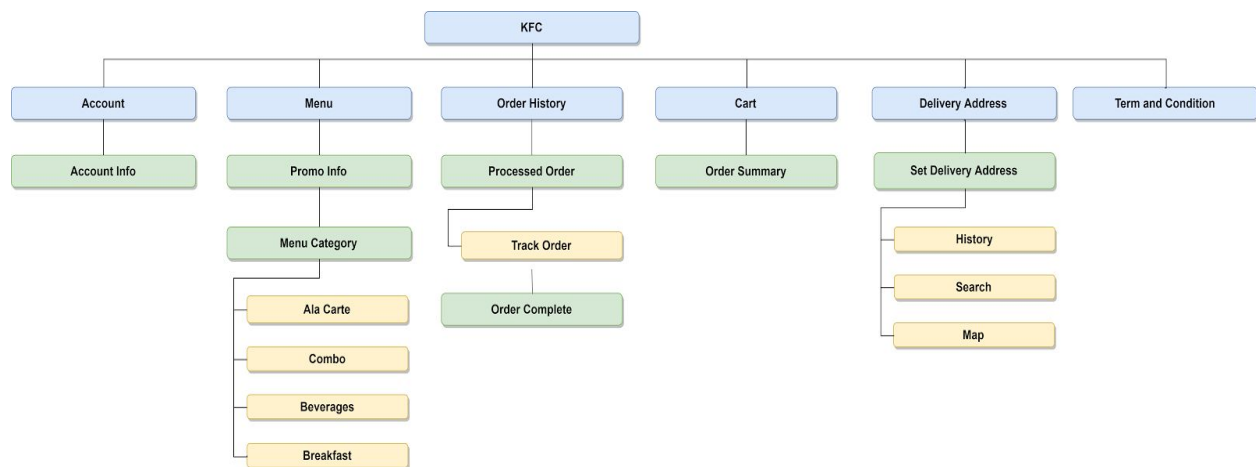 KFC
Account
Menu
Order History
Cart
Delivery Address
Term and Condition
Account Info
Promo Info
Processed Order
Order Summary
Set Delivery Address
Menu Category
Track Order
History
Ala Carte
Order Complete
Search
Combo
Map
Beverages
Breakfast